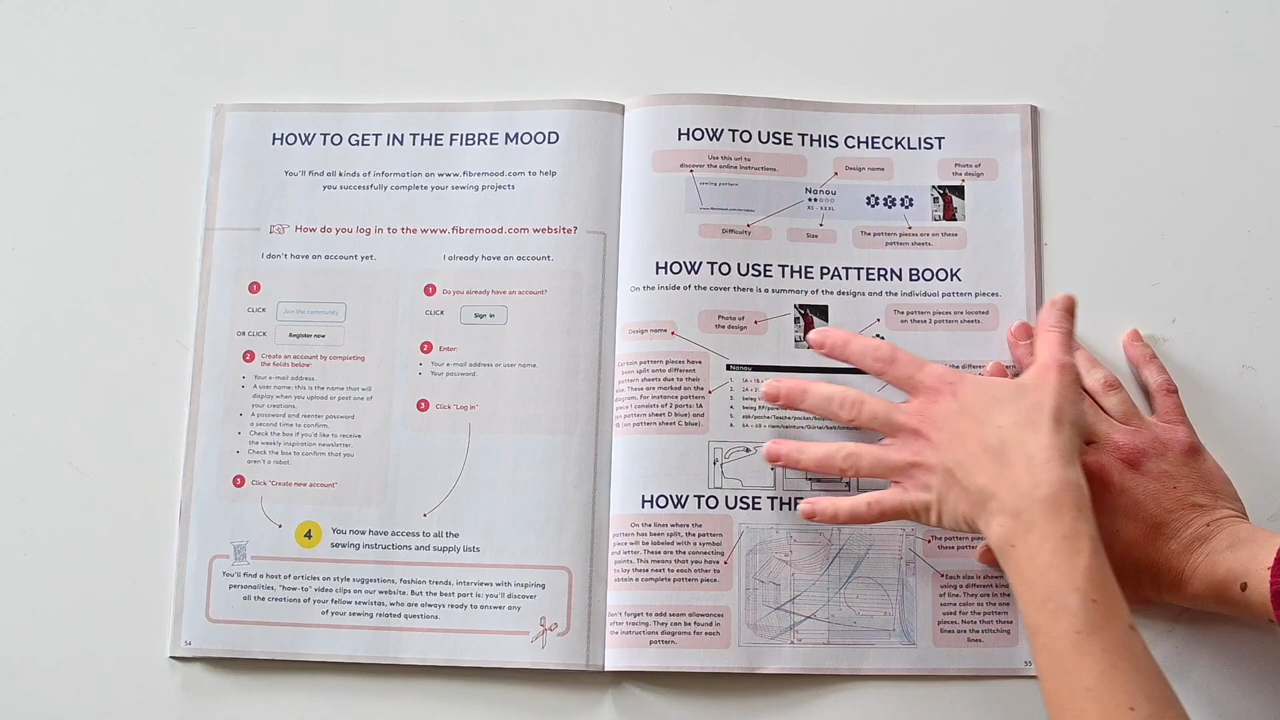 HOW TO GET IN THE FIBRE MOOD
You'll find all kinds of information on www.fibremood.com to help
you successfully complete your sewing projects
How do you log in to the www.fibremood.com website?
I don't have an account yet.
1
CLICK Join the community
OR CLICK Register now
2 Create an account by completing
the fields below:
• Your e-mail address.
• A user name: this is the name that will
display when you upload or post one of
your creations.
• A password and reenter password
a second time to confirm.
• Check the box if you'd like to receive
the weekly inspiration newsletter.
• Check the box to confirm that you
aren't a robot.
3 Click "Create new account"
I already have an account.
1 Do you already have an account?
CLICK Sign in
2 Enter:
• Your e-mail address or user name.
• Your password.
3 Click "Log in"
4 You now have access to all the
sewing instructions and supply lists
You'll find a host of articles on style suggestions, fashion trends, interviews with inspiring
personalities, "how-to" video clips on our website. But the best part is: you'll discover
all the creations of your fellow sewistas, who are always ready to answer any
of your sewing related questions.
54
HOW TO USE THIS CHECKLIST
Use this url to
discover the online instructions.
Design name
Photo of
the design
sewing pattern
Nanou
XS - XXXL
B C D
Difficulty
Size
The pattern pieces are on these
pattern sheets.
HOW TO USE THE PATTERN BOOK
On the inside of the cover there is a summary of the designs and the individual pattern pieces.
Design name
Photo of
the design
The pattern pieces are located
on these 2 pattern sheets.
Certain pattern pieces have
been split onto different
pattern sheets due to their
size. These are marked on the
diagram. For instance pattern
piece 1 consists of 2 parts: 1A
(on pattern sheet D blue) and
1B (on pattern sheet C blue).
Nanou
1.
2.
3.
4.
5.
6.
HOW TO USE THE
On the lines where the
pattern has been split, the pattern
piece will be labeled with a symbol
and letter. These are the connecting
points. This means that you have
to lay these next to each other to
obtain a complete pattern piece.
Don't forget to add seam allowances
after tracing. They can be found in
the instructions diagrams for each
pattern.
The pattern
these
Each size is shown
using a different kind
of line. They are in the
same color as the one
used for the pattern
pieces. Note that these
lines are the stitching
lines.
55